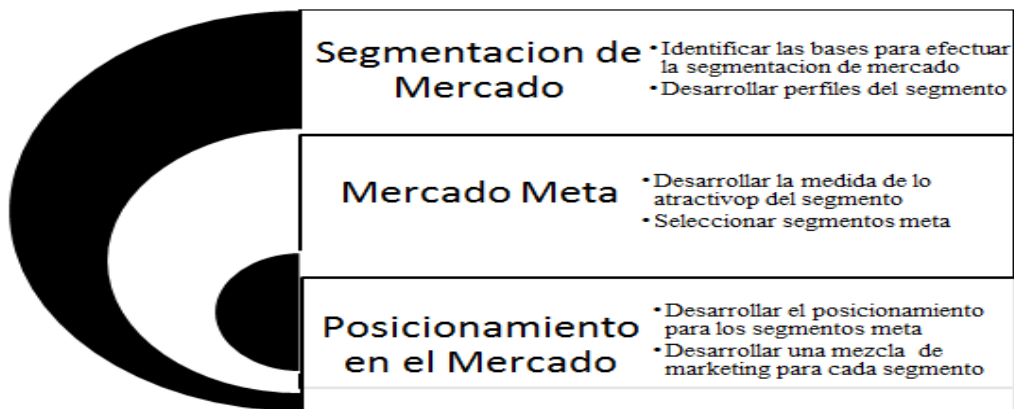 Segmentacion de
Mercado
• Identificar las bases para efectuar
la segmentacion de mercado
• Desarrollar perfiles del segmento
Mercado Meta
• Desarrollar la medida de lo
atractivop del segmento
• Seleccionar segmentos meta
Posicionamiento
en el Mercado
• Desarrollar el posicionamiento
para los segmentos meta
• Desarrollar una mezcla de
marketing para cada segmento